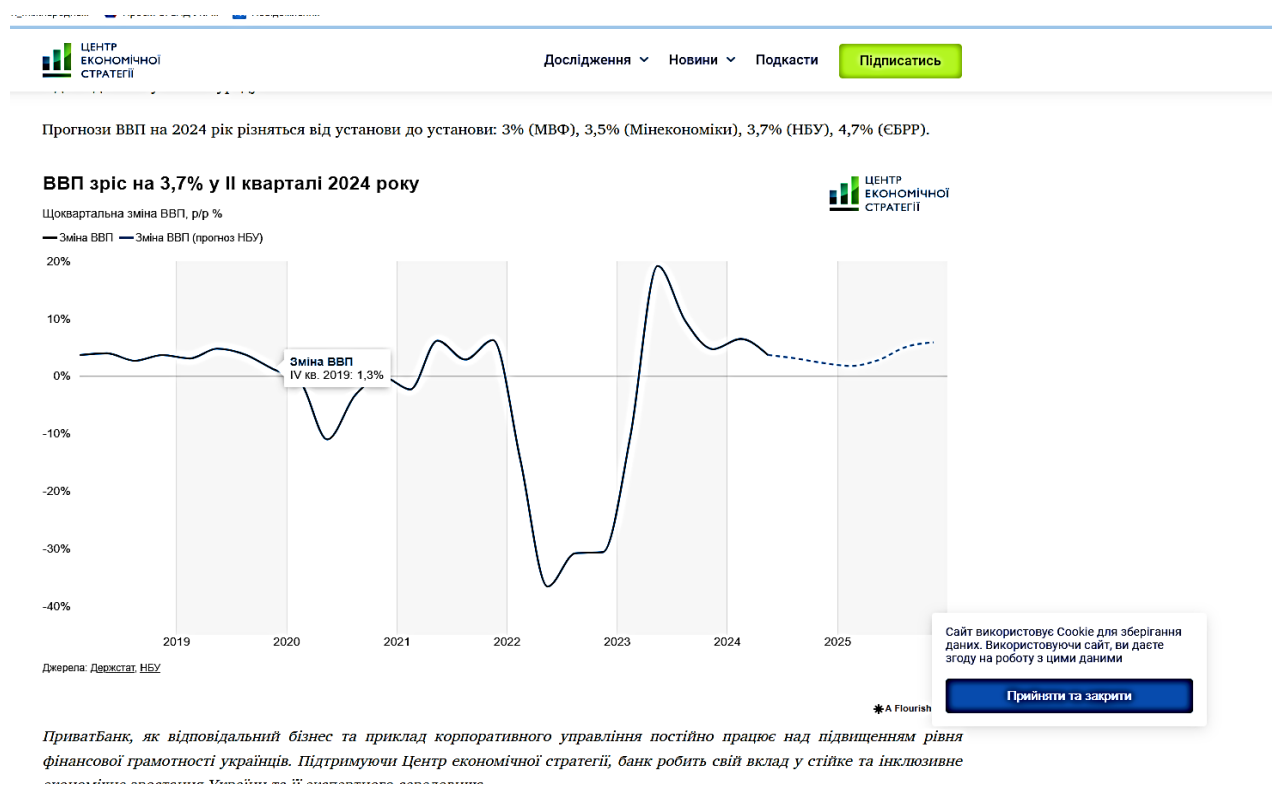 ЦЕНТР
ЕКОНОМІЧНОЇ
СТРАТЕГІЇ
Дослідження Новини Подкасти Підписатись
Прогнози ВВП на 2024 рік різняться від установи до установи: 3% (МВФ), 3,5% (Мінекономіки), 3,7% (НБУ), 4,7% (ЄБРР).
ВВП зріс на 3,7% у II кварталі 2024 року
ЦЕНТР
ЕКОНОМІЧНОЇ
СТРАТЕГІЇ
Щоквартальна зміна ВВП, р/р %
Зміна ВВП Зміна ВВП (прогноз НБУ)
20%
10%
0%
-10%
-20%
-30%
-40%
Зміна ВВП
IV кв. 2019: 1,3%
2019 2020 2021 2022 2023 2024 2025
Джерела: Держстат, НБУ
A Flourish
Сайт використовує Cookie для зберігання
даних. Використовуючи сайт, ви даєте
згоду на роботу з цими даними
Прийняти та закрити
ПриватБанк, як відповідальний бізнес та приклад корпоративного управління постійно працює над підвищенням рівня
фінансової грамотності українців. Підтримуючи Центр економічної стратегії, банк робить свій вклад у стійке та інклюзивне